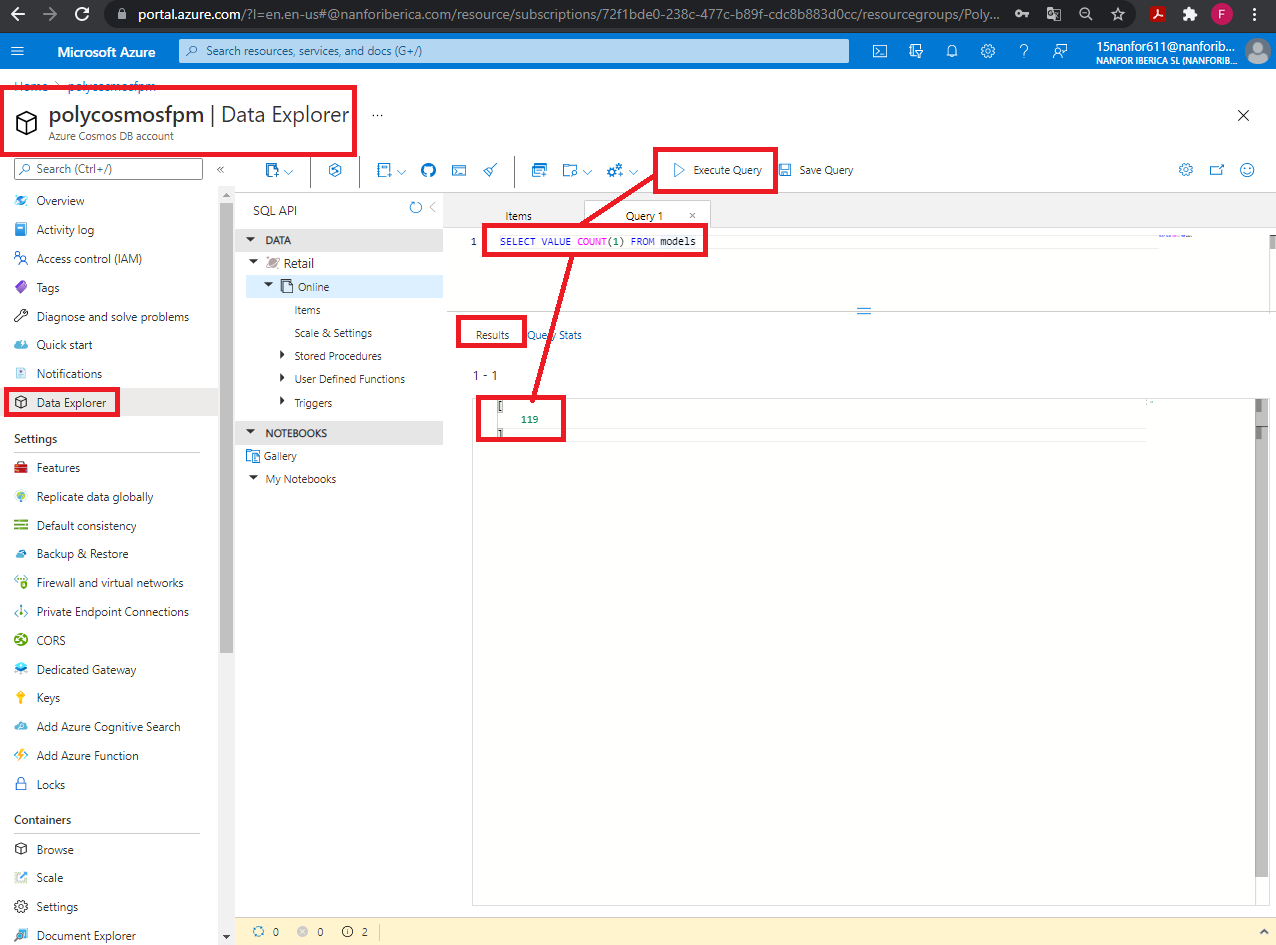 portal.azure.com/?l=en.en-us#@nanforiberica.com/resource/subscriptions/72f1bde0-238c-477c-b89f-cdc8b883d0cc/resourcegroups/Poly...
F
Microsoft Azure
Search resources, services, and docs (G+/)
15nanfor611@nanforib...
NANFOR IBERICA SL (NANFORIB...
Home > polycosmosfpm
polycosmosfpm | Data Explorer
...
Azure Cosmos DB account
Search (Ctrl+/)
«
Overview
Activity log
Access control (IAM)
Tags
Diagnose and solve problems
Quick start
Notifications
Data Explorer
Settings
Features
Replicate data globally
Default consistency
Backup & Restore
Firewall and virtual networks
Private Endpoint Connections
CORS
Dedicated Gateway
Keys
Add Azure Cognitive Search
Add Azure Function
Locks
Containers
Browse
Scale
Settings
Document Explorer
Execute Query
Save Query
SQL API
DATA
Retail
Online
Items
Scale & Settings
Stored Procedures
User Defined Functions
Triggers
NOTEBOOKS
Gallery
My Notebooks
Items
Query 1
1 SELECT VALUE COUNT(1) FROM models
Results
Query Stats
1 - 1
[
119
]
0 0 2